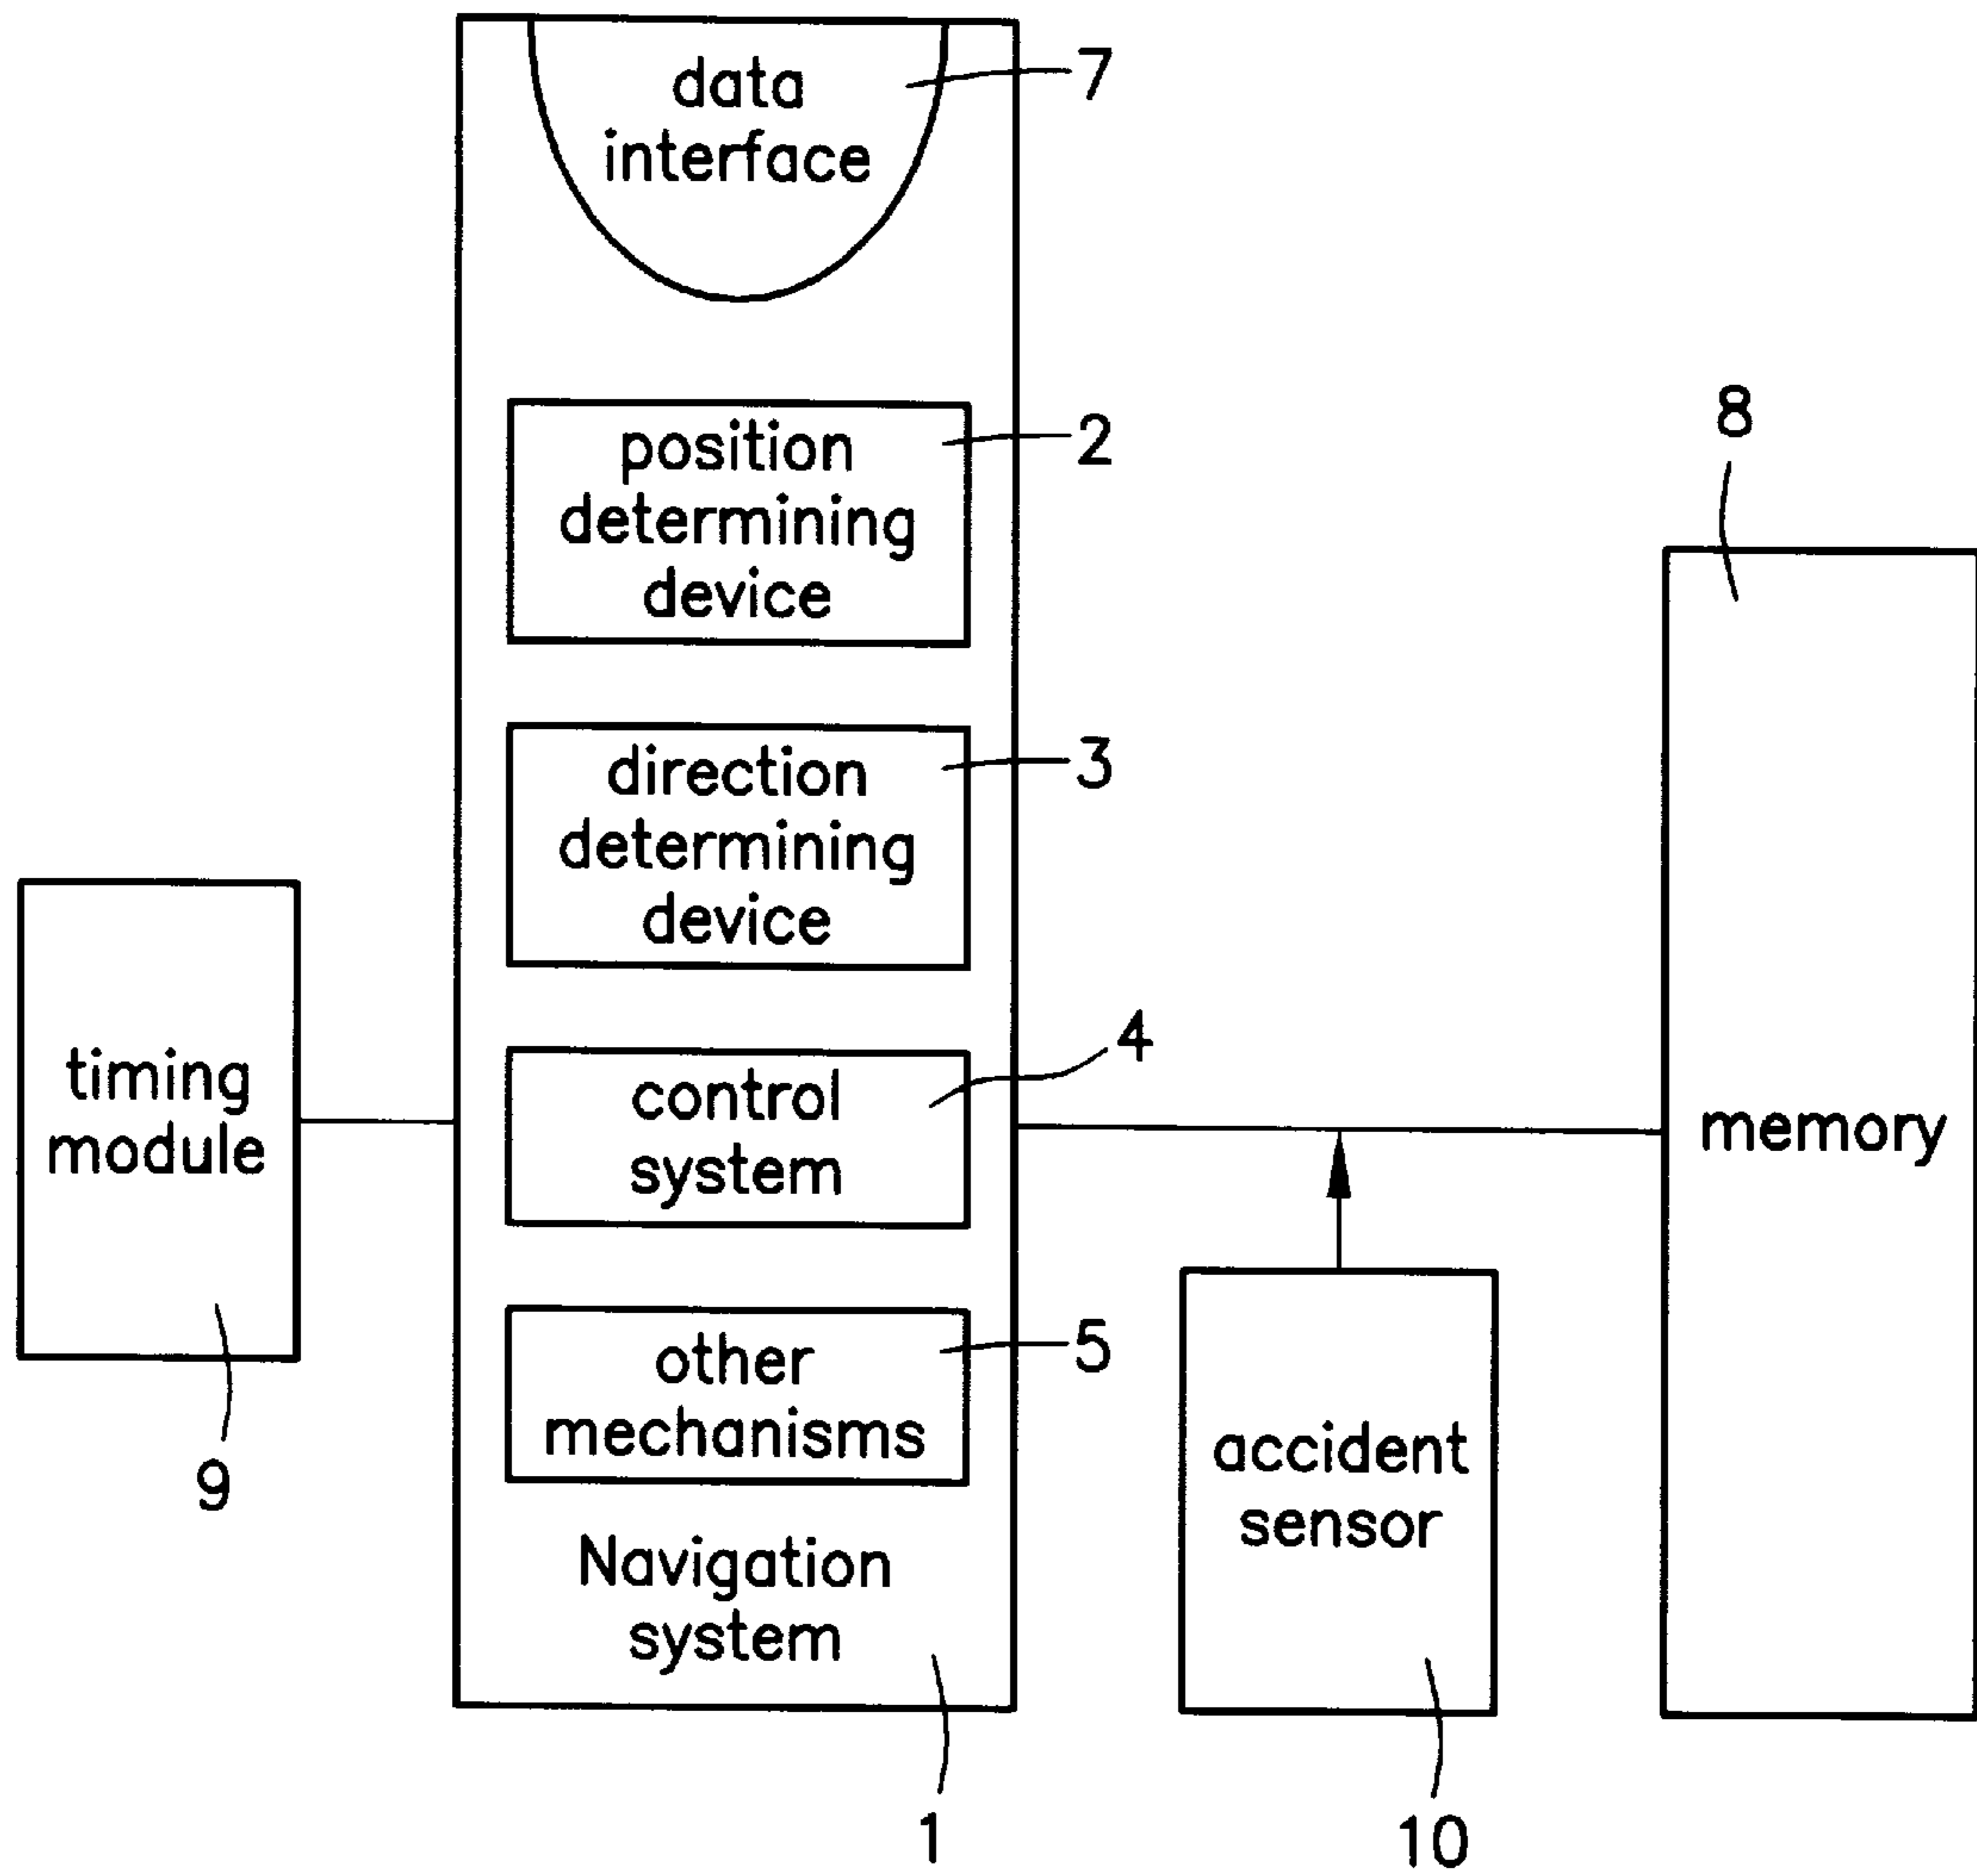 data
interface
7
position
determining
device
2
direction
determining
device
3
control
system
4
other
mechanisms
5
Navigation
system
1
timing
module
9
accident
sensor
10
memory
8